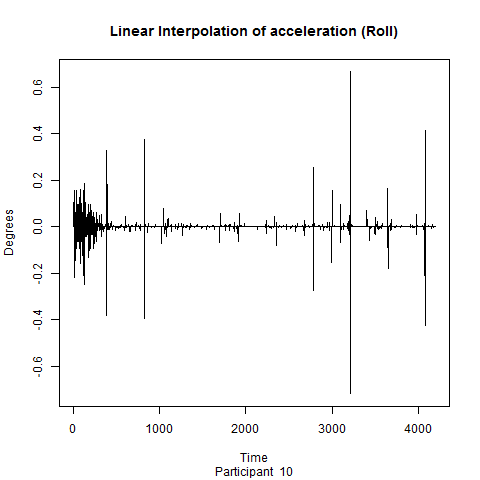 Linear Interpolation of acceleration (Roll)
Degrees
0.6
0.4
0.2
0.0
-0.2
-0.4
-0.6
0 1000 2000 3000 4000
Time
Participant 10